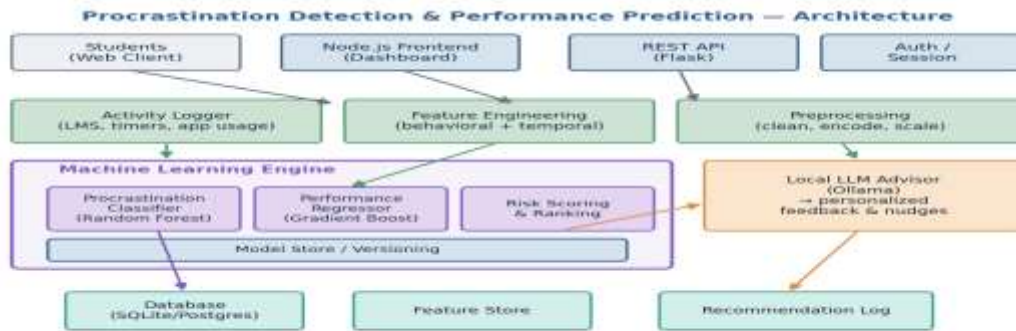 Procrastination Detection & Performance Prediction — Architecture
Students
(Web Client)
Node.js Frontend
(Dashboard)
REST API
(Flask)
Auth /
Session
Activity Logger
(LMS, timers, app usage)
Feature Engineering
(behavioral + temporal)
Preprocessing
(clean, encode, scale)
Machine Learning Engine
Procrastination
Classifier
(Random Forest)
Performance
Regressor
(Gradient Boost)
Risk Scoring
& Ranking
Local LLM Advisor
(Ollama)
→ personalized
feedback & nudges
Model Store / Versioning
Database
(SQLite/Postgres)
Feature Store
Recommendation Log